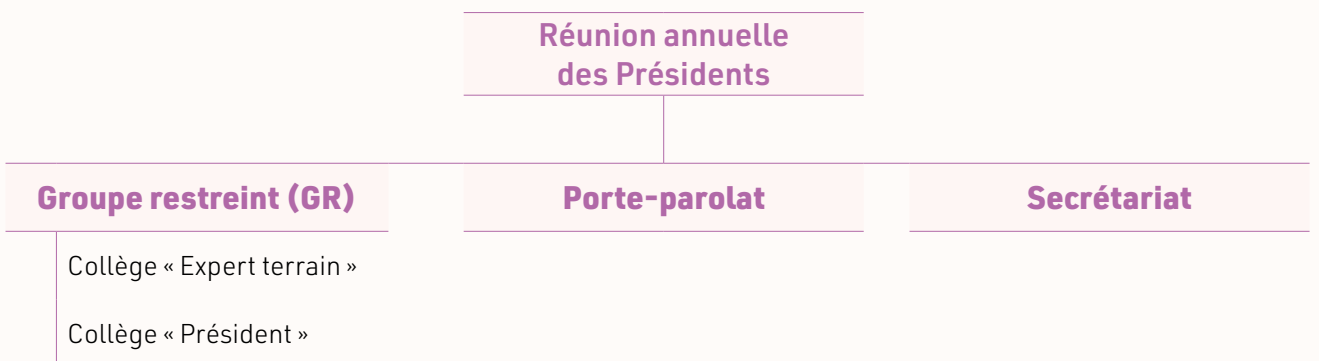 Réunion annuelle
des Présidents
Groupe restreint (GR)
Porte-parolat
Secrétariat
Collège « Expert terrain »
Collège « Président »